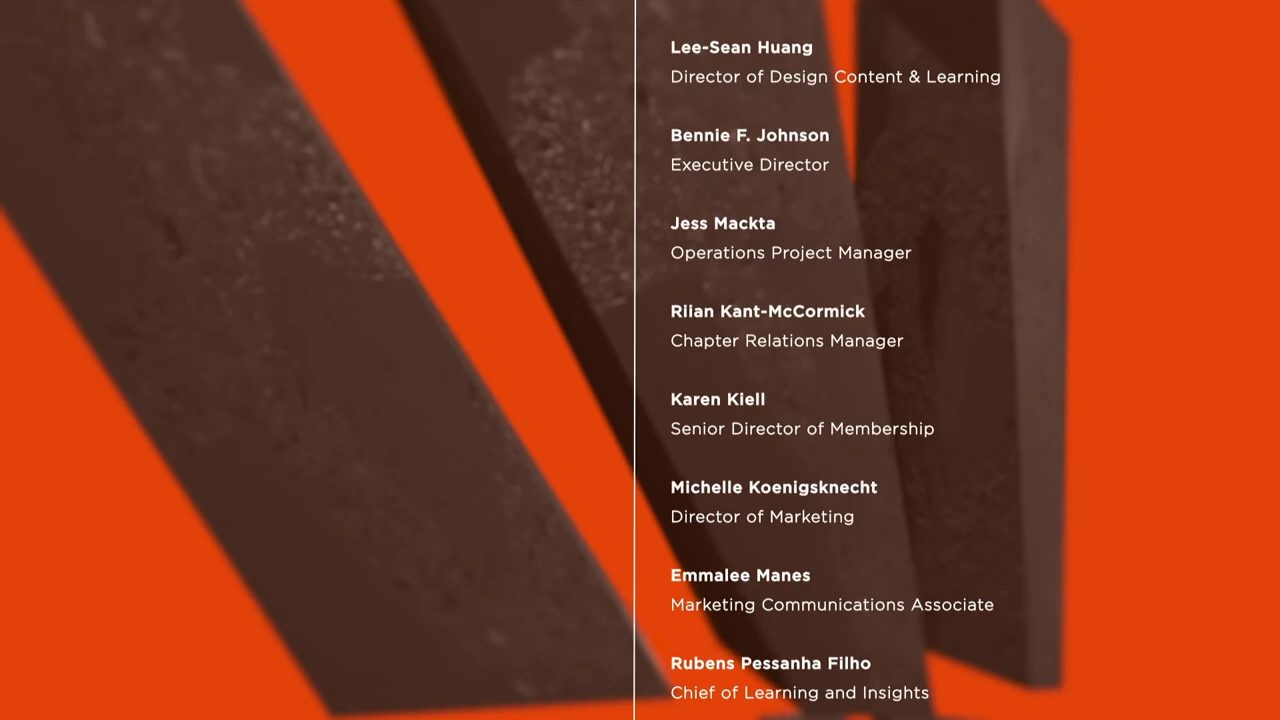 Lee-Sean Huang
Director of Design Content & Learning
Bennie F. Johnson
Executive Director
Jess Mackta
Operations Project Manager
Rilan Kant-McCormick
Chapter Relations Manager
Karen Kiell
Senior Director of Membership
Michelle Koenigsknecht
Director of Marketing
Emmalee Manes
Marketing Communications Associate
Rubens Pessanha Filho
Chief of Learning and Insights